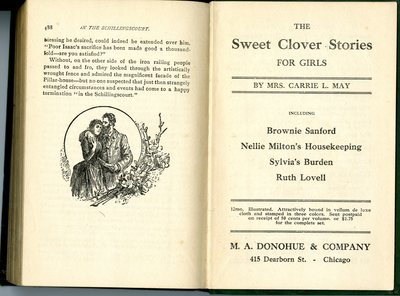 488
IN THE SCHILLINGSCOURT.
blessing he desired, could indeed be extended over him.
"Poor Isaac's sacrifice has been made good a thousand-
fold—are you satisfied?"
Without, on the other side of the iron railing people
passed to and fro, they looked through the artistically
wrought fence and admired the magnificent facade of the
Pillar-house—but no one suspected that just then strangely
entangled circumstances and events had come to a happy
termination "in the Schillingscourt."
THE
Sweet Clover Stories
FOR GIRLS
BY MRS. CARRIE L. MAY
INCLUDING
Brownie Sanford
Nellie Milton's Housekeeping
Sylvia's Burden
Ruth Lovell
12mo. Illustrated. Attractively bound in vellum de luxe
cloth and stamped in three colors. Sent postpaid
on receipt of 50 cents per volume, or $1.75
for the complete set.
M. A. DONOHUE & COMPANY
415 Dearborn St. - Chicago